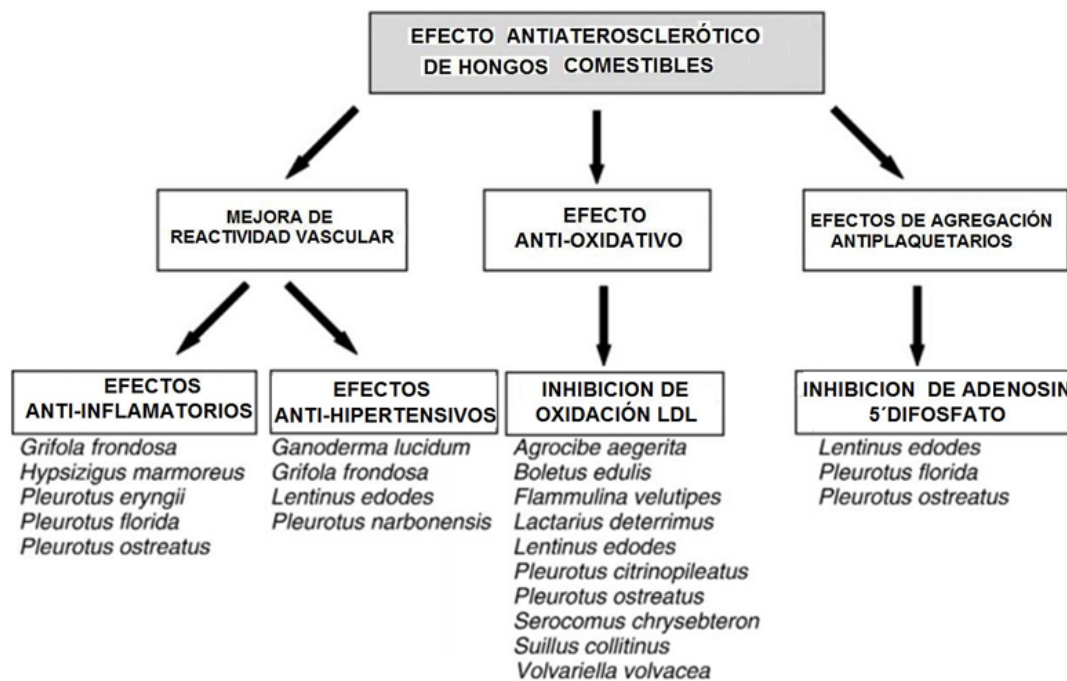 EFECTO ANTIATEROSCLERÓTICO
DE HONGOS COMESTIBLES
MEJORA DE
REACTIVIDAD VASCULAR
EFECTO
ANTI-OXIDATIVO
EFECTOS DE AGREGACIÓN
ANTIPLAQUETARIOS
EFECTOS
ANTI-INFLAMATORIOS
Grifola frondosa
Hypsizigus marmoreus
Pleurotus eryngii
Pleurotus florida
Pleurotus ostreatus
EFECTOS
ANTI-HIPERTENSIVOS
Ganoderma lucidum
Grifola frondosa
Lentinus edodes
Pleurotus narbonensis
INHIBICION DE
OXIDACIÓN LDL
Agrocibe aegerita
Boletus edulis
Flammulina velutipes
Lactarius deterrimus
Lentinus edodes
Pleurotus citrinopileatus
Pleurotus ostreatus
Serocomus chrysebteron
Suillus collitinus
Volvariella volvacea
INHIBICION DE ADENOSIN
5´DIFOSFATO
Lentinus edodes
Pleurotus florida
Pleurotus ostreatus